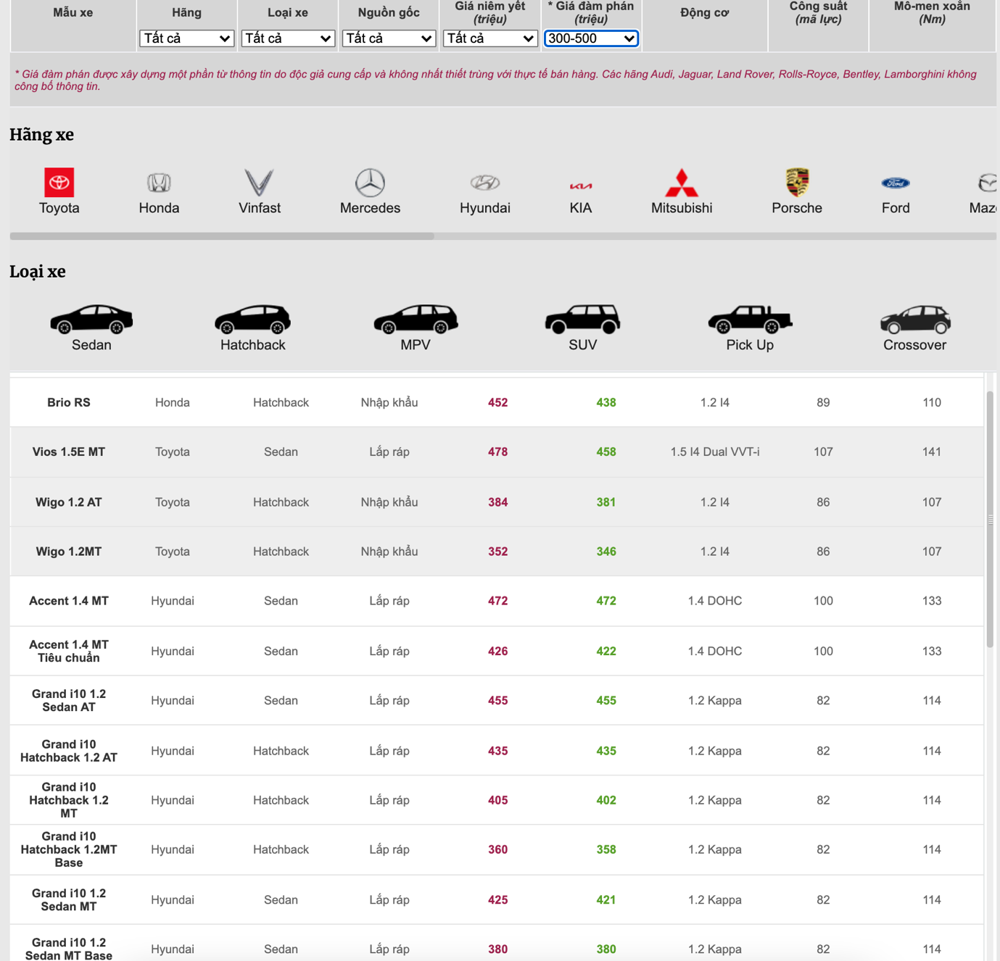 Mẫu xe
Hãng
Loại xe
Nguồn gốc
Giá niêm yết
(triệu)
* Giá đàm phán
(triệu)
Động cơ
Công suất
(mã lực)
Mô-men xoắn
(Nm)
Tất cả
Tất cả
Tất cả
Tất cả
300-500
* Giá đàm phán được xây dựng một phần từ thông tin do độc giả cung cấp và không nhất thiết trùng với thực tế bán hàng. Các hãng Audi, Jaguar, Land Rover, Rolls-Royce, Bentley, Lamborghini không
công bố thông tin.
Hãng xe
Toyota
Honda
Vinfast
Mercedes
Hyundai
KIA
Mitsubishi
Porsche
Ford
Maz
Loại xe
Sedan
Hatchback
MPV
SUV
Pick Up
Crossover
Brio RS Honda Hatchback Nhập khẩu 452 438 1.2 I4 89 110
Vios 1.5E MT Toyota Sedan Lắp ráp 478 458 1.5 I4 Dual VVT-i 107 141
Wigo 1.2 AT Toyota Hatchback Nhập khẩu 384 381 1.2 I4 86 107
Wigo 1.2MT Toyota Hatchback Nhập khẩu 352 346 1.2 I4 86 107
Accent 1.4 MT Hyundai Sedan Lắp ráp 472 472 1.4 DOHC 100 133
Accent 1.4 MT
Tiêu chuẩn
Hyundai Sedan Lắp ráp 426 422 1.4 DOHC 100 133
Grand i10 1.2
Sedan AT
Hyundai Sedan Lắp ráp 455 455 1.2 Kappa 82 114
Grand i10
Hatchback 1.2 AT
Hyundai Hatchback Lắp ráp 435 435 1.2 Kappa 82 114
Grand i10
Hatchback 1.2
MT
Hyundai Hatchback Lắp ráp 405 402 1.2 Kappa 82 114
Grand i10
Hatchback 1.2MT
Base
Hyundai Hatchback Lắp ráp 360 358 1.2 Kappa 82 114
Grand i10 1.2
Sedan MT
Hyundai Sedan Lắp ráp 425 421 1.2 Kappa 82 114
Grand i10 1.2
Sedan MT Base
Hyundai Sedan Lắp ráp 380 380 1.2 Kappa 82 114